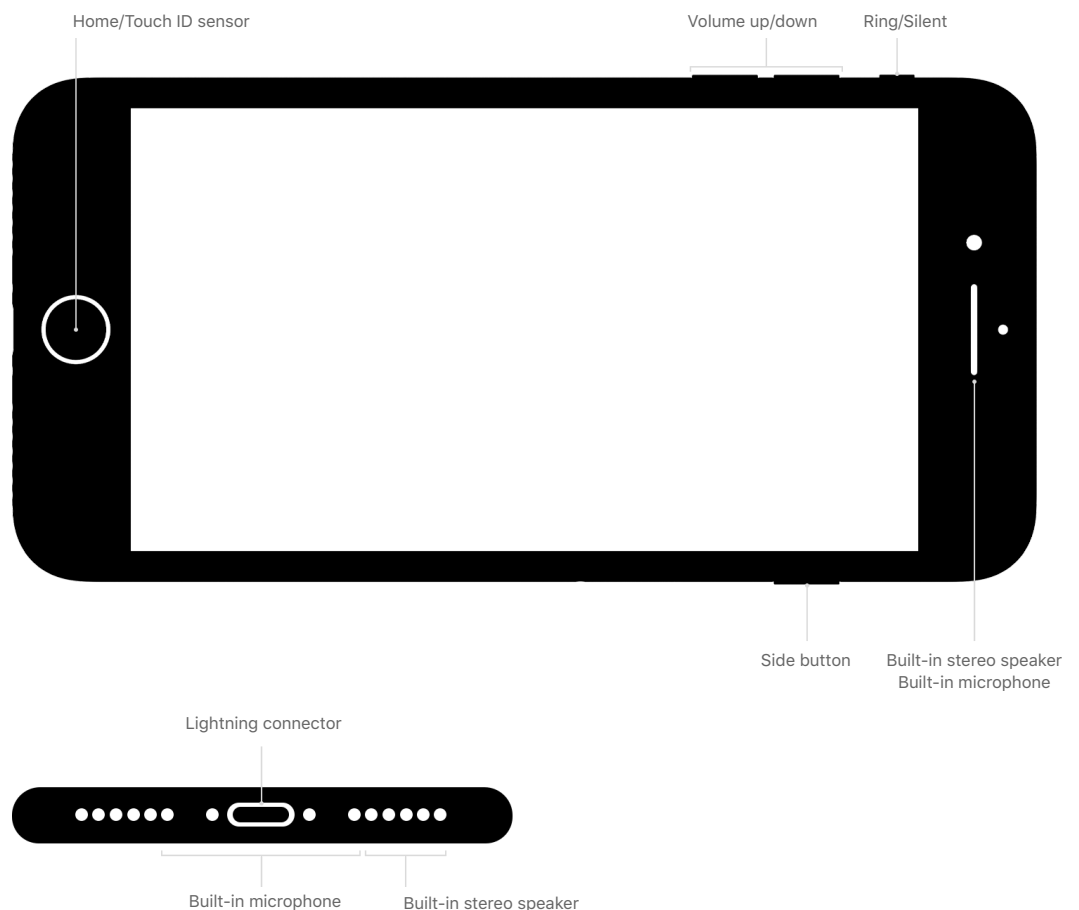 Home/Touch ID sensor
Volume up/down
Ring/Silent
Side button
Built-in stereo speaker
Built-in microphone
Lightning connector
Built-in microphone
Built-in stereo speaker